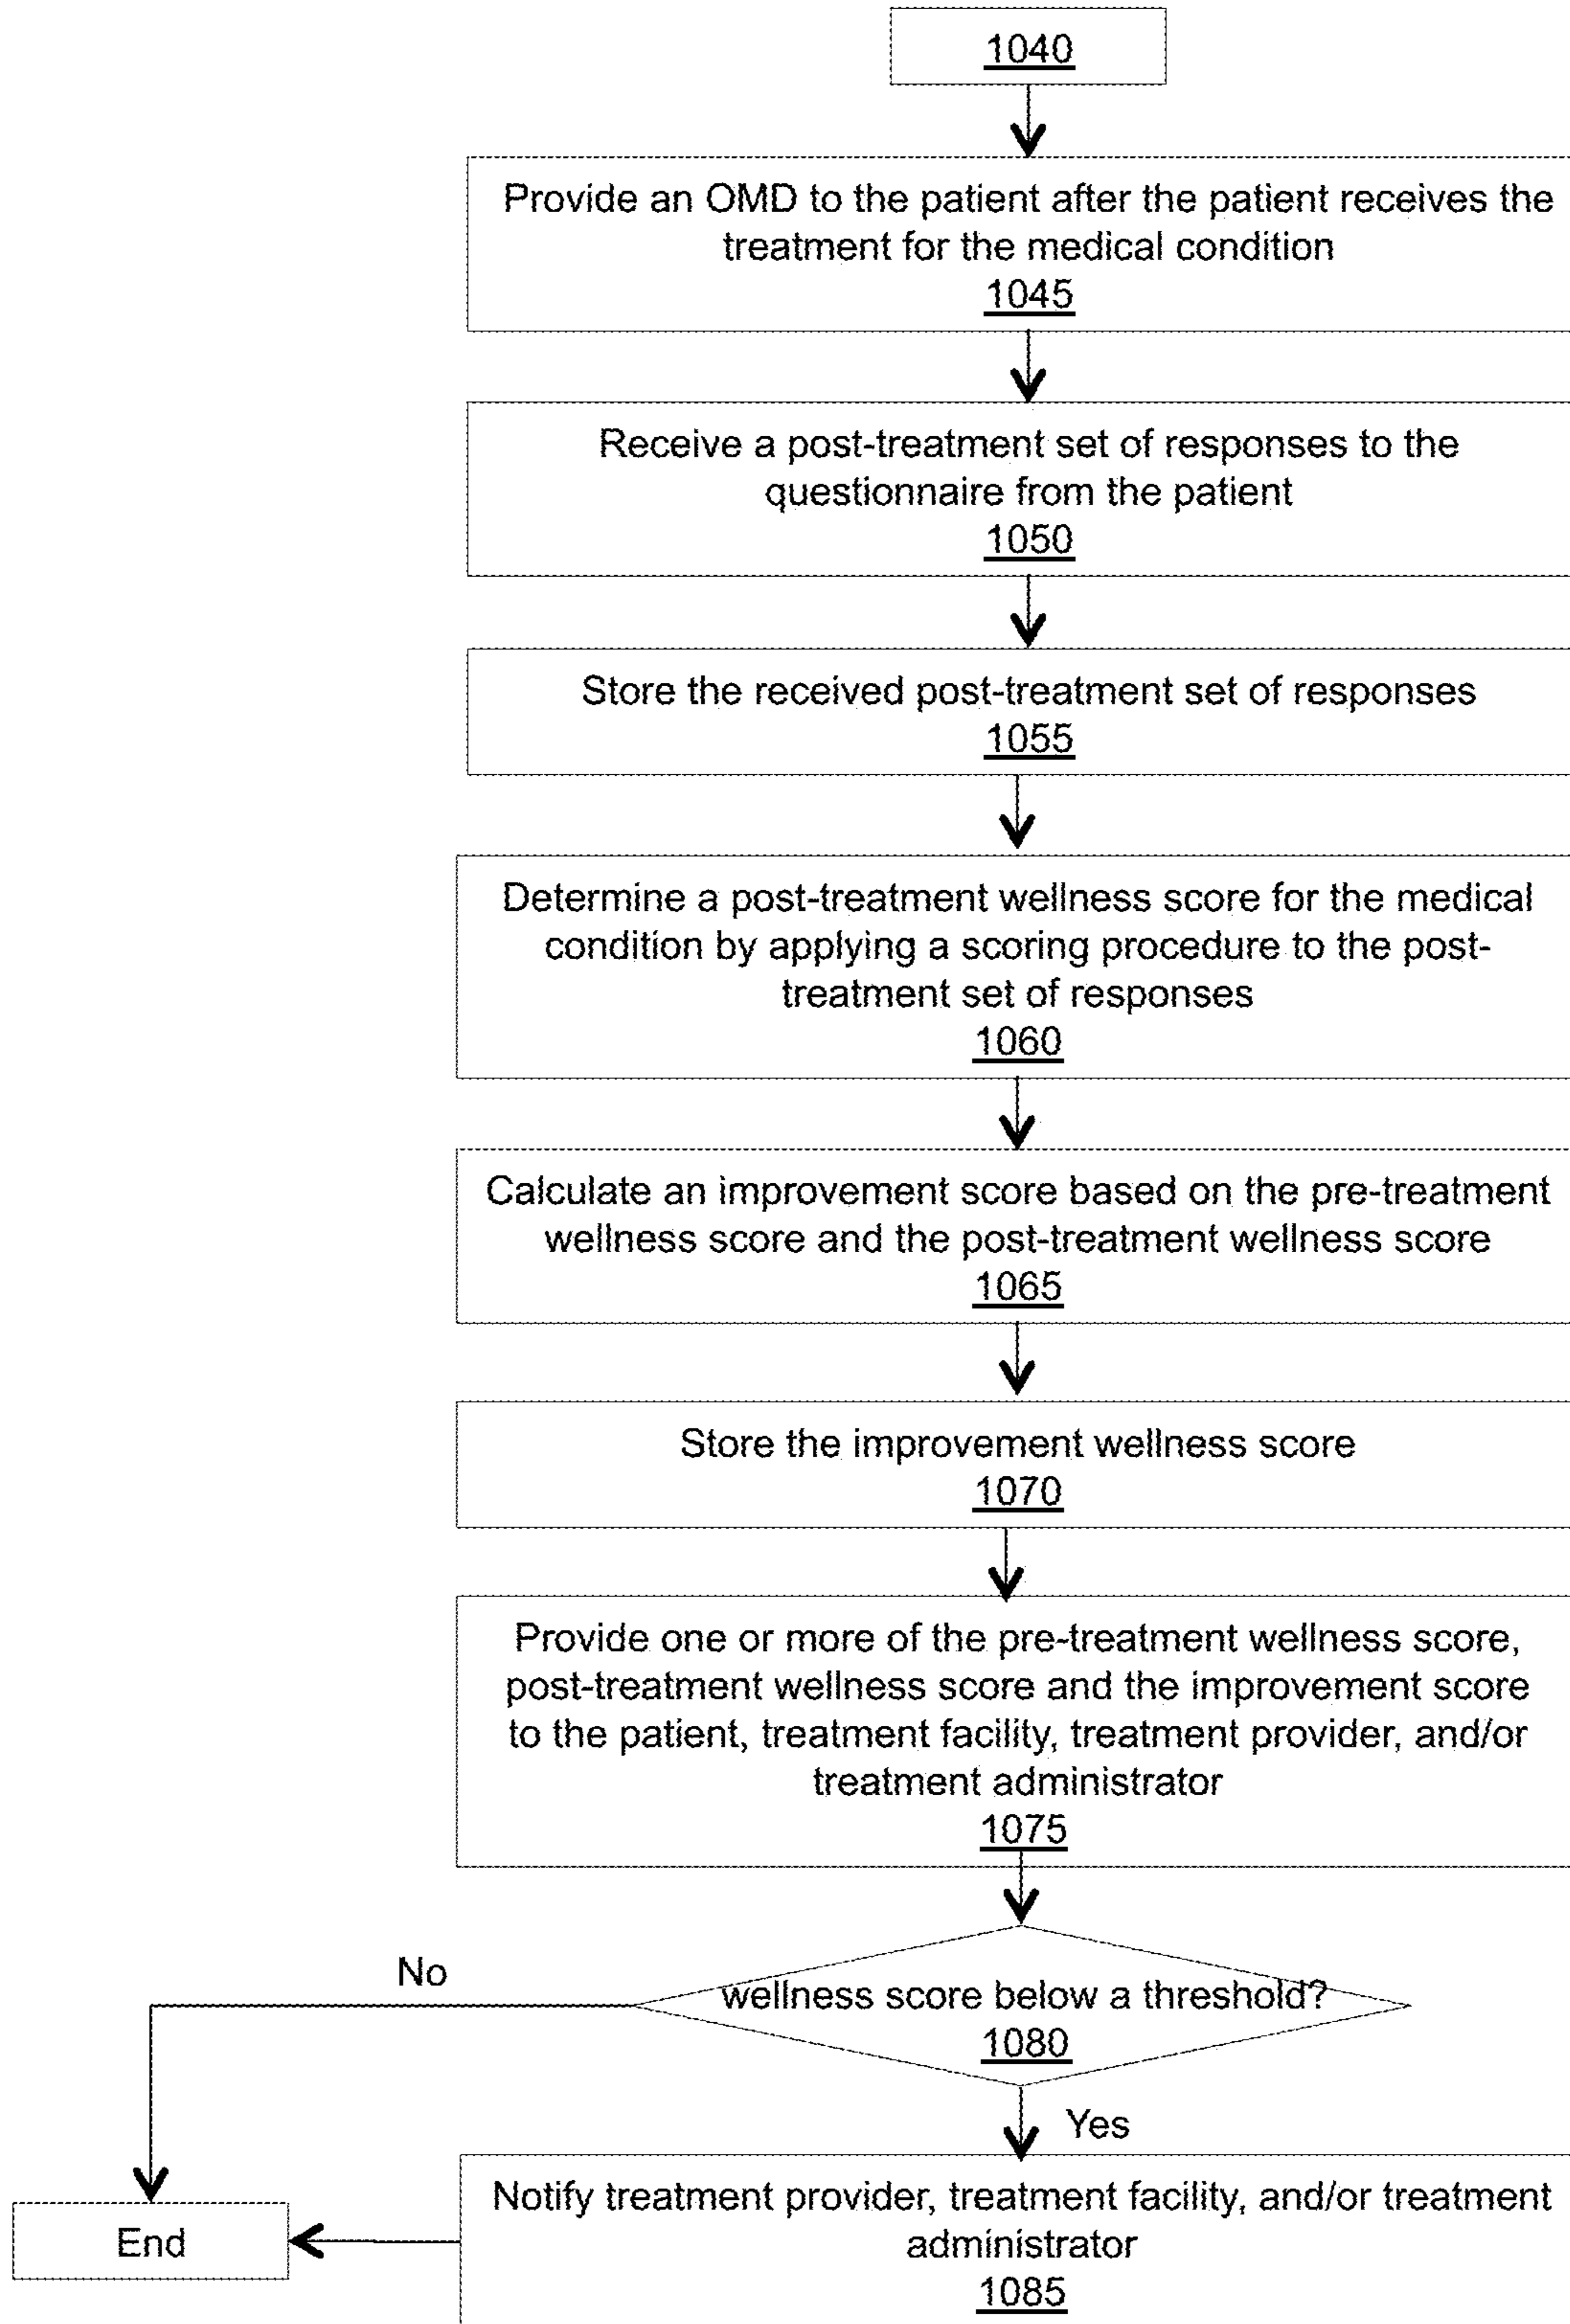 1040
Provide an OMD to the patient after the patient receives the
treatment for the medical condition
1045
Receive a post-treatment set of responses to the
questionnaire from the patient
1050
Store the received post-treatment set of responses
1055
Determine a post-treatment wellness score for the medical
condition by applying a scoring procedure to the post-
treatment set of responses
1060
Calculate an improvement score based on the pre-treatment
wellness score and the post-treatment wellness score
1065
Store the improvement wellness score
1070
Provide one or more of the pre-treatment wellness score,
post-treatment wellness score and the improvement score
to the patient, treatment facility, treatment provider, and/or
treatment administrator
1075
No
wellness score below a threshold?
1080
Yes
Notify treatment provider, treatment facility, and/or treatment
administrator
1085
End